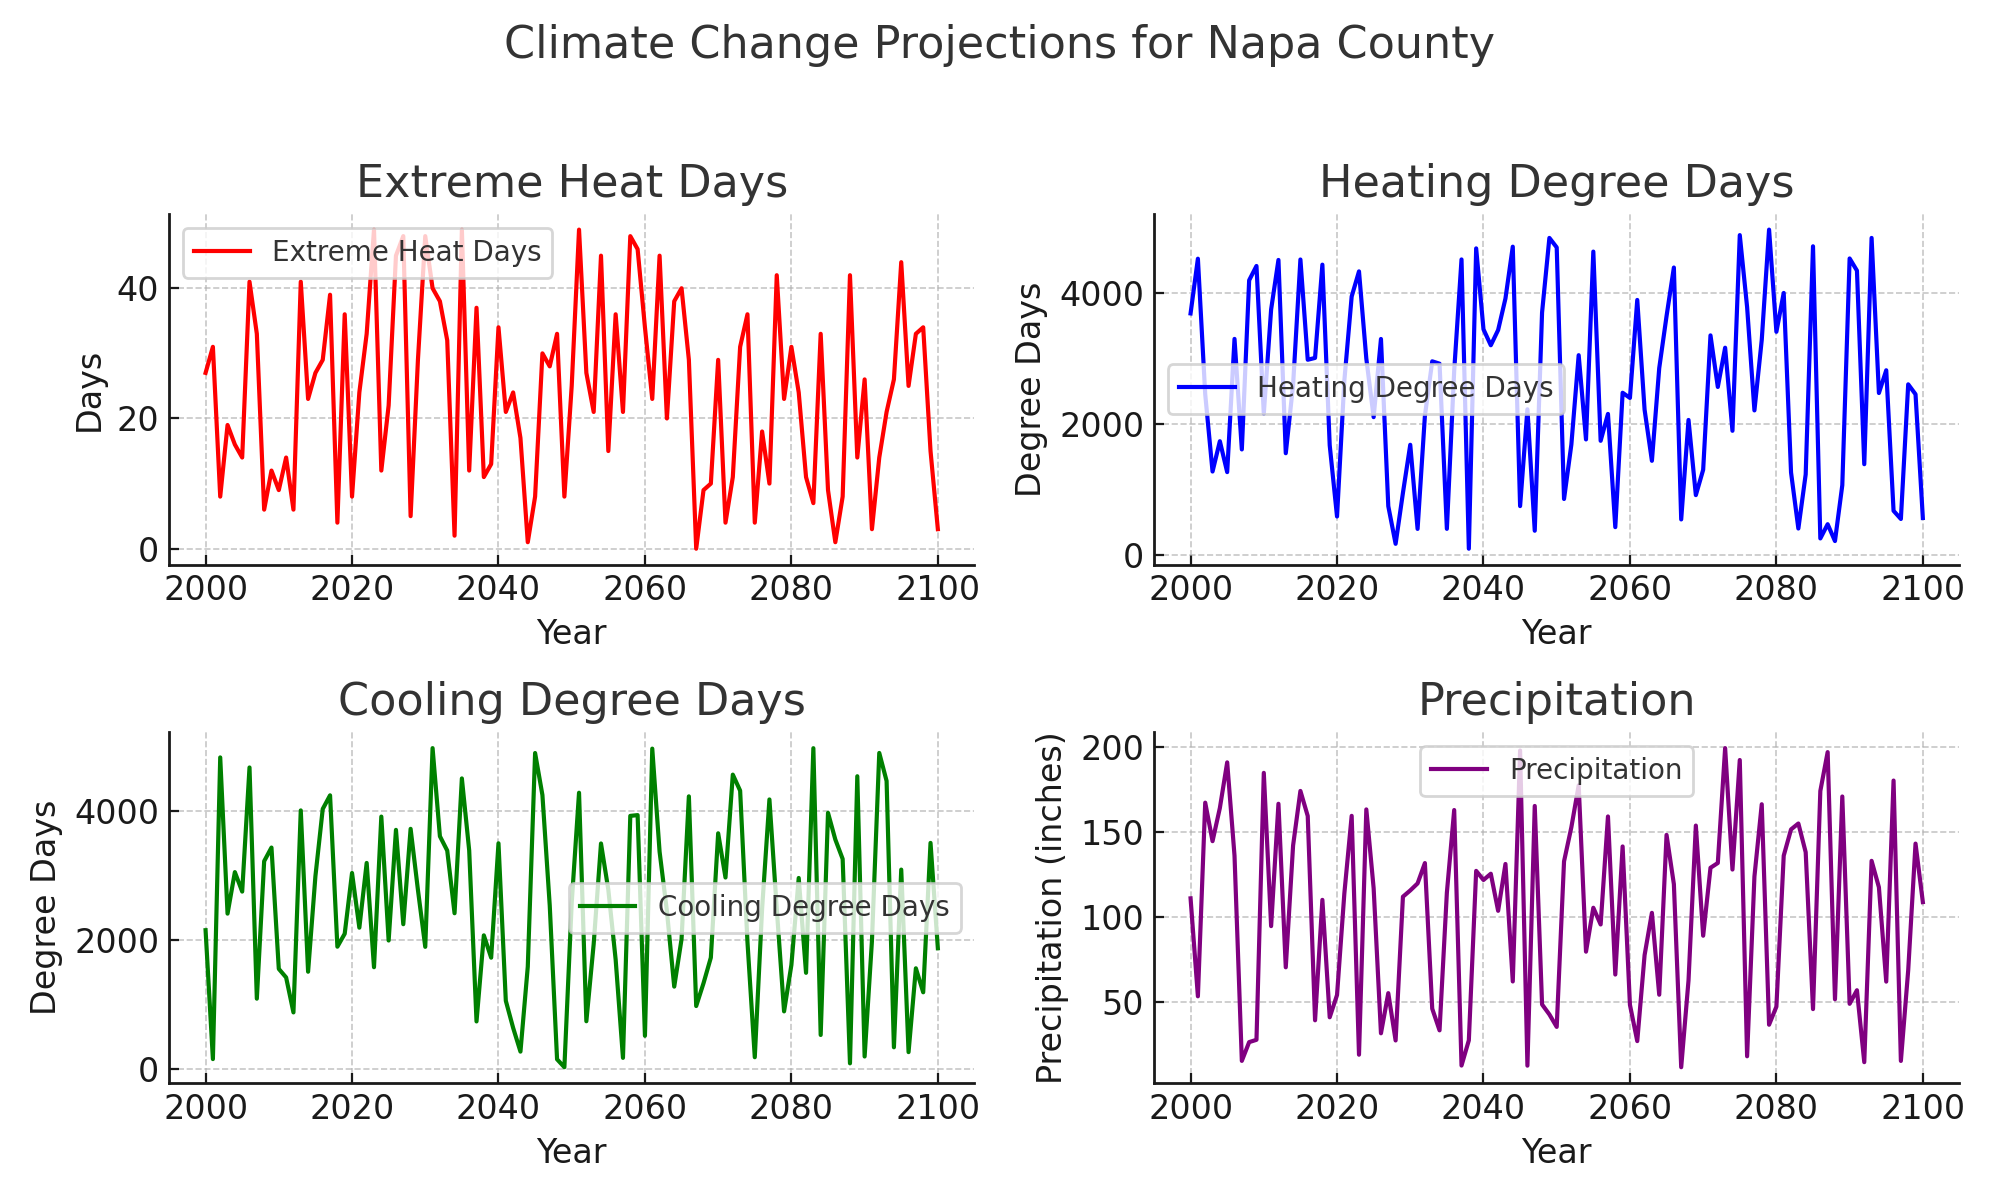 Climate Change Projections for Napa County
Extreme Heat Days
Extreme Heat Days
Days
40
20
0
2000 2020 2040 2060 2080 2100
Year
Heating Degree Days
Heating Degree Days
Degree Days
4000
2000
0
2000 2020 2040 2060 2080 2100
Year
Cooling Degree Days
Cooling Degree Days
Degree Days
4000
2000
0
2000 2020 2040 2060 2080 2100
Year
Precipitation
Precipitation
Precipitation (inches)
200
150
100
50
2000 2020 2040 2060 2080 2100
Year